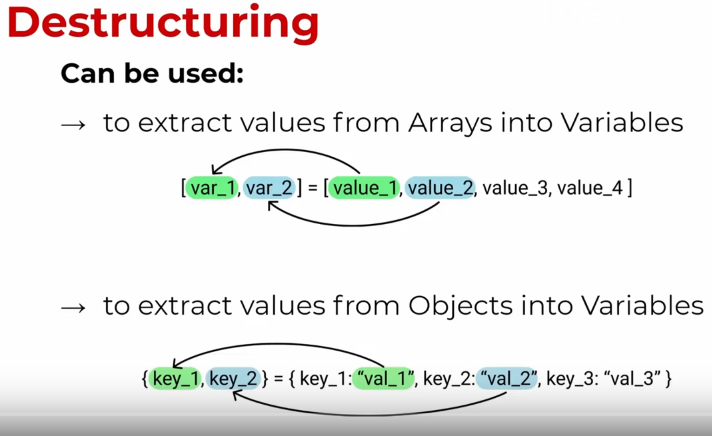 Destructuring
Can be used:
→ to extract values from Arrays into Variables
[ var_1, var_2 ] = [ value_1, value_2, value_3, value_4 ]
→ to extract values from Objects into Variables
{ key_1, key_2 } = { key_1: “val_1”, key_2: “val_2”, key_3: “val_3” }